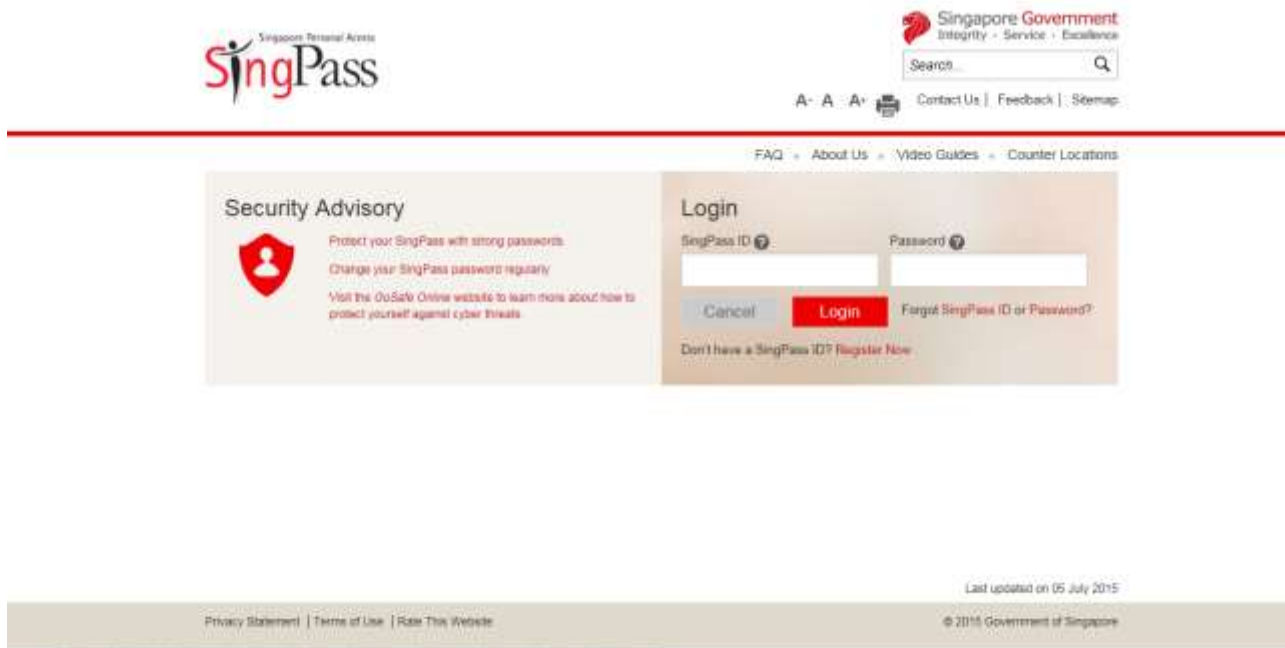 Singapore Personal Access
SingPass
Singapore Government
Integrity · Service · Excellence
Search...
A- A A+ Contact Us | Feedback | Sitemap
FAQ • About Us • Video Guides • Counter Locations
Security Advisory
Protect your SingPass with strong passwords
Change your SingPass password regularly
Visit the GoSafe Online website to learn more about how to
protect yourself against cyber threats
Login
SingPass ID ?
Password ?
Cancel
Login
Forgot SingPass ID or Password?
Don't have a SingPass ID? Register Now
Last updated on 05 July 2015
Privacy Statement | Terms of Use | Rate This Website
© 2015 Government of Singapore